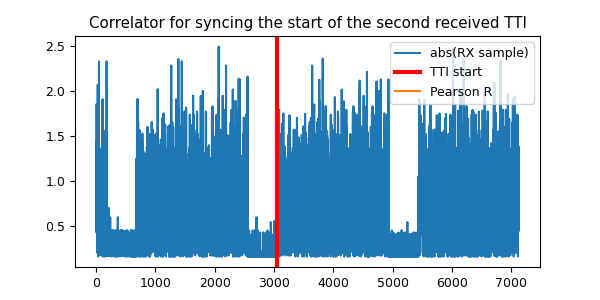 Correlator for syncing the start of the second received TTI
abs(RX sample)
TTI start
Pearson R
2.5
2.0
1.5
1.0
0.5
0 1000 2000 3000 4000 5000 6000 7000